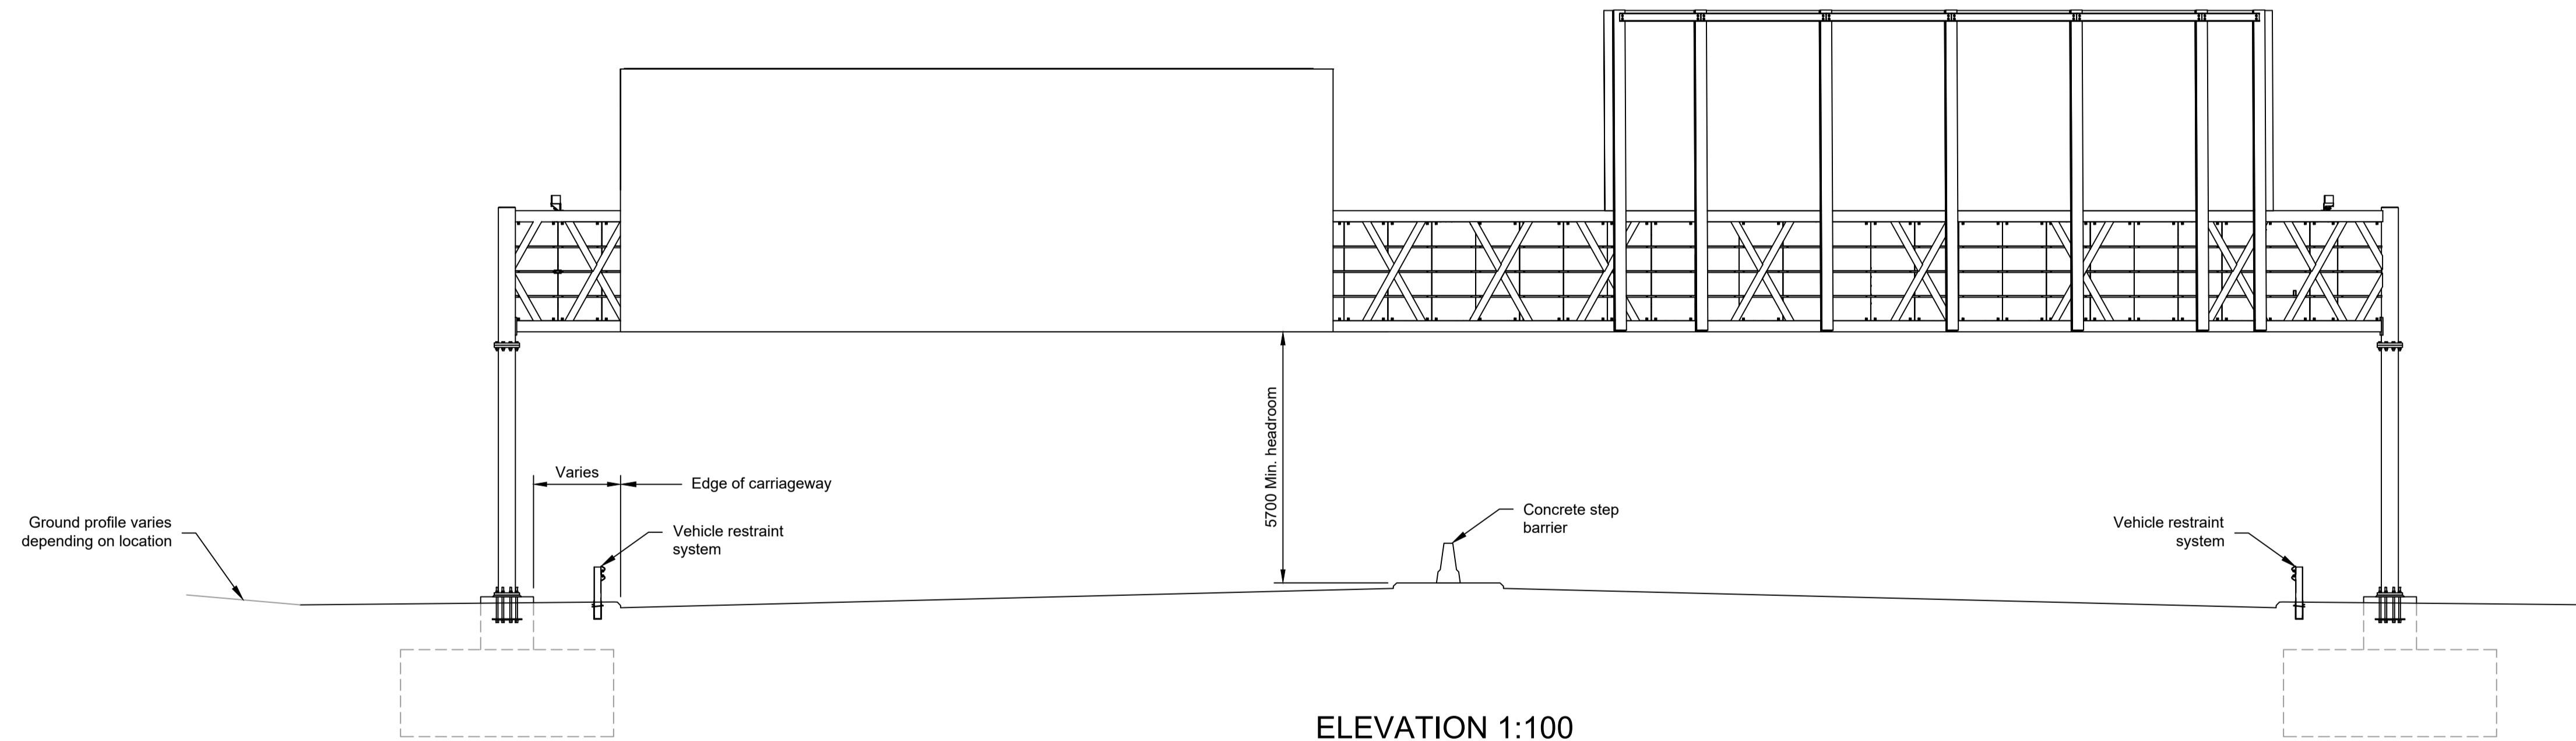 5700 Min. headroom
Varies
Edge of carriageway
Ground profile varies
depending on location
Vehicle restraint
system
Concrete step
barrier
Vehicle restraint
system
ELEVATION 1:100